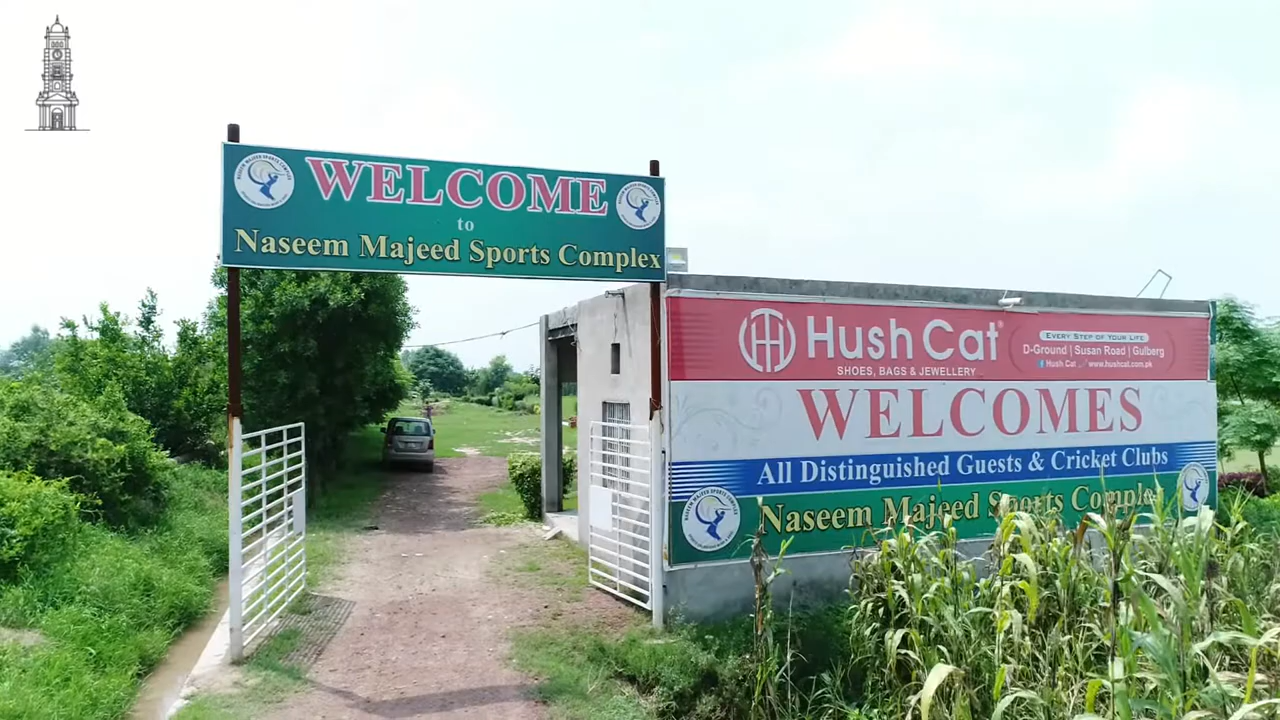 WELCOME
to
Naseem Majeed Sports Complex
Hush Cat
SHOES, BAGS & JEWELLERY
EVERY STEP OF YOUR LIFE
D-Ground | Susan Road | Gulberg
Hush Cat www.hushcat.com.pk
WELCOMES
All Distinguished Guests & Cricket Clubs
Naseem Majeed Sports Complex